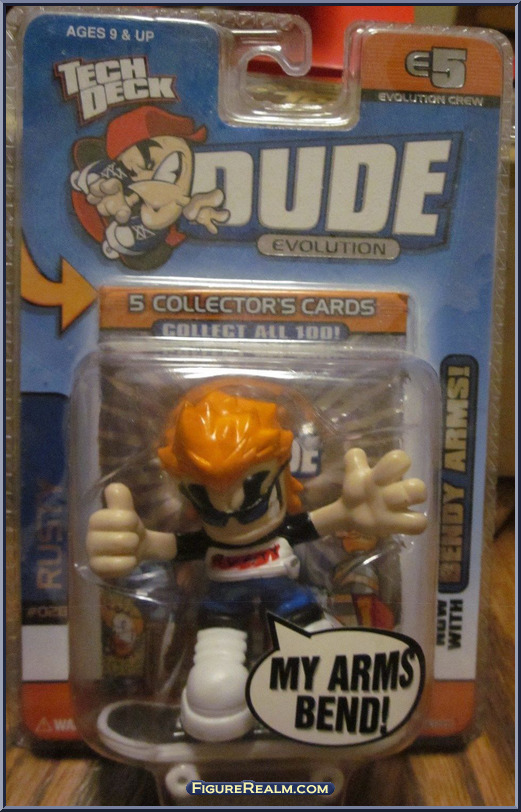 AGES 9 & UP
TECH
DECK
E5
EVOLUTION CREW
DUDE
EVOLUTION
5 COLLECTOR'S CARDS
COLLECT ALL 100!
NOW WITH
BENDY ARMS!
RUSTY
RUSTY
MY ARMS
BEND!
FIGUREREALM.COM